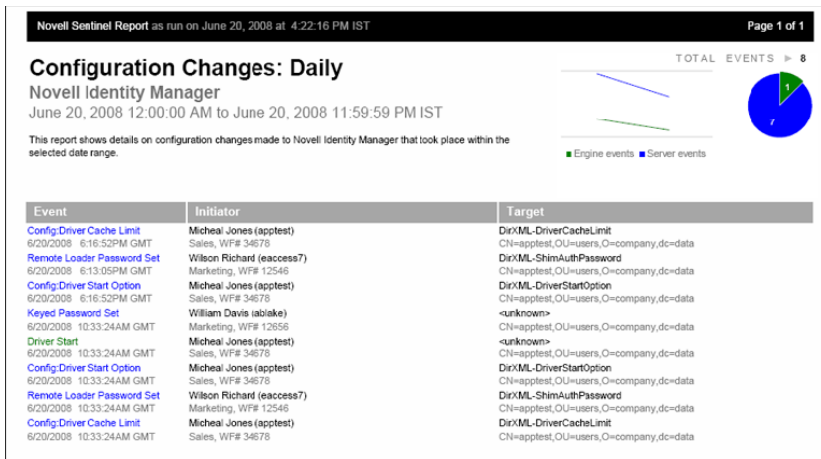 Novell Sentinel Report as run on June 20, 2008 at 4:22:16 PM IST Page 1 of 1
TOTAL EVENTS ▶ 8
Configuration Changes: Daily
Novell Identity Manager
June 20, 2008 12:00:00 AM to June 20, 2008 11:59:59 PM IST
This report shows details on configuration changes made to Novell Identity Manager that took place within the
selected date range.
1
7
Engine events Server events
Event Initiator Target
Config:Driver Cache Limit Micheal Jones (apptest) DirXML-DriverCacheLimit
6/20/2008 6:16:52PM GMT Sales, WF# 34678 CN=apptest,OU=users,O=company,dc=data
Remote Loader Password Set Wilson Richard (eaccess7) DirXML-ShimAuthPassword
6/20/2008 6:13:05PM GMT Marketing, WF# 12546 CN=apptest,OU=users,O=company,dc=data
Config:Driver Start Option Micheal Jones (apptest) DirXML-DriverStartOption
6/20/2008 6:16:52PM GMT Sales, WF# 34678 CN=apptest,OU=users,O=company,dc=data
Keyed Password Set William Davis (ablake) <unknown>
6/20/2008 10:33:24AM GMT Marketing, WF# 12656 CN=apptest,OU=users,O=company,dc=data
Driver Start Micheal Jones (apptest) <unknown>
6/20/2008 10:33:24AM GMT Sales, WF# 34678 CN=apptest,OU=users,O=company,dc=data
Config:Driver Start Option Micheal Jones (apptest) DirXML-DriverStartOption
6/20/2008 10:33:24AM GMT Sales, WF# 34678 CN=apptest,OU=users,O=company,dc=data
Remote Loader Password Set Wilson Richard (eaccess7) DirXML-ShimAuthPassword
6/20/2008 10:33:24AM GMT Marketing, WF# 12546 CN=apptest,OU=users,O=company,dc=data
Config:Driver Cache Limit Micheal Jones (apptest) DirXML-DriverCacheLimit
6/20/2008 10:33:24AM GMT Sales, WF# 34678 CN=apptest,OU=users,O=company,dc=data